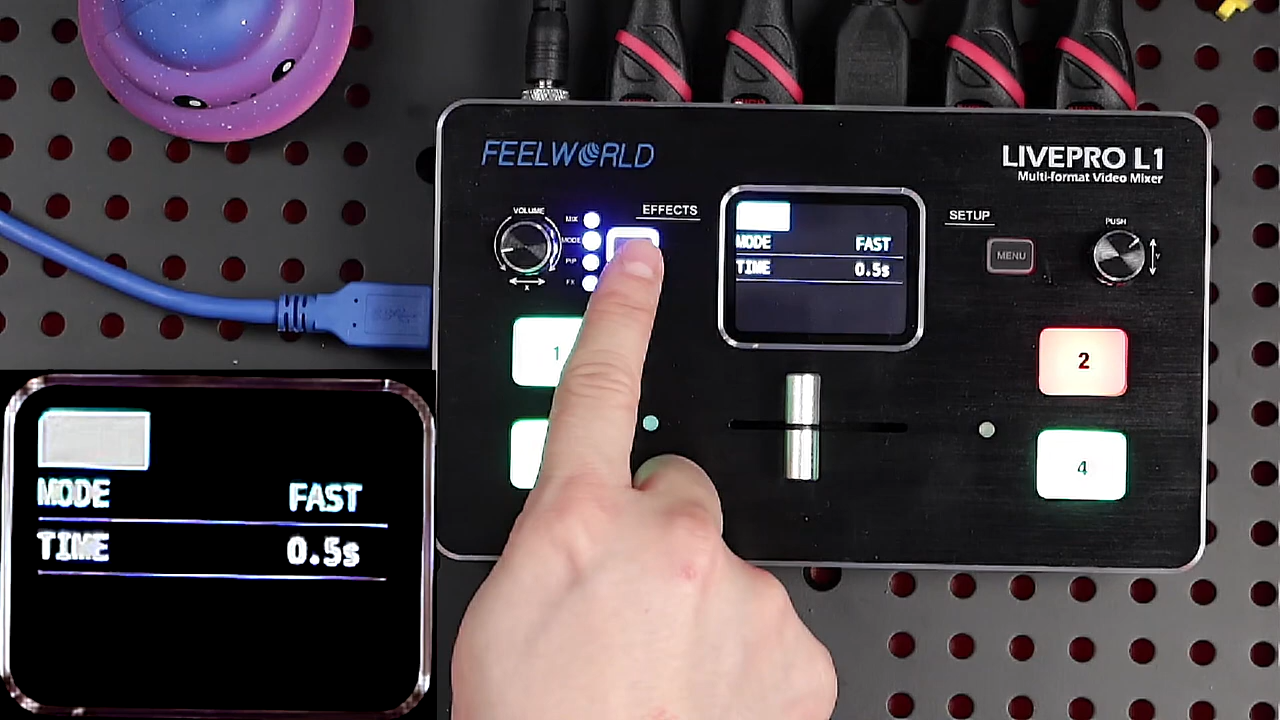 FEELWORLD
LIVEPRO L1
Multi-format Video Mixer
VOLUME
MIX
MODE
PIP
FX
X
EFFECTS
MODE FAST
TIME 0.5s
SETUP
MENU
PUSH
Y
1
2
4
MODE FAST
TIME 0.5s